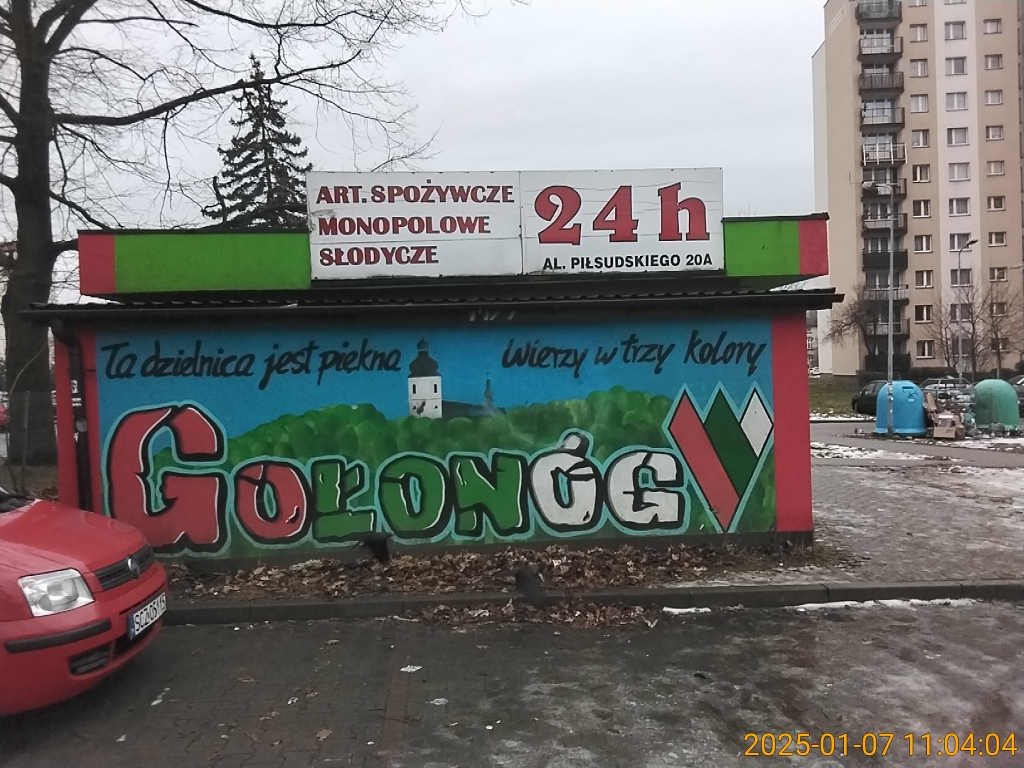 ART. SPOŻYWCZE
MONOPOLOWE
SŁODYCZE
24h
AL. PIŁSUDSKIEGO 20A
Ta dzielnica jest piękna
wierzy w trzy kolory
GOŁONÓG
2025-01-07 11:04:04